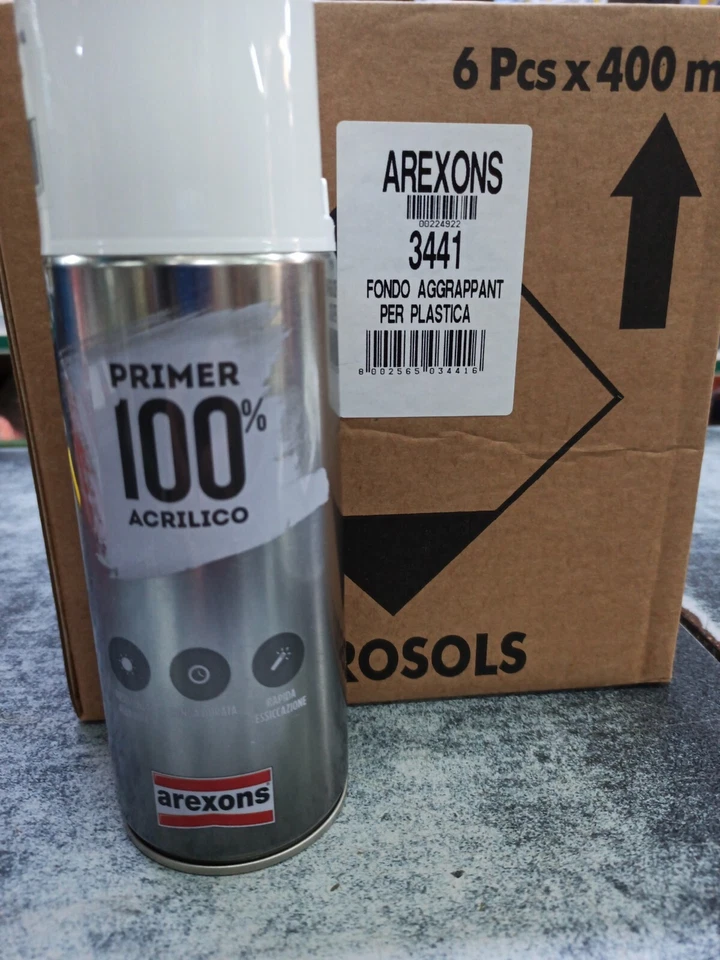 6 Pcs x 400 m
AREXONS
00224922
3441
FONDO AGGRAPPANT
PER PLASTICA
8 002565 034416
ROSOLS
PRIMER
100%
ACRILICO
RAPIDA
ESSICCAZIONE
arexons